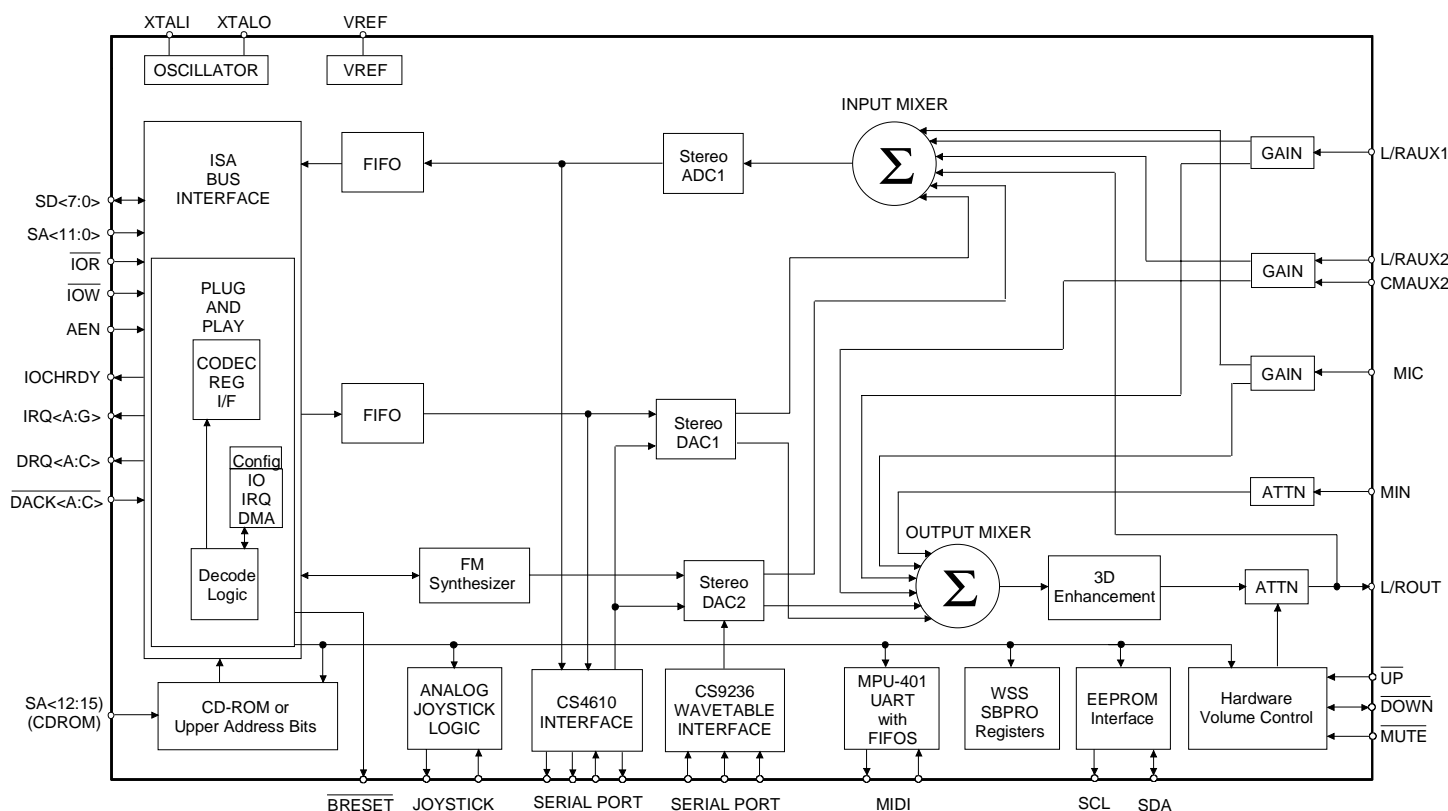 XTALI
XTALO
VREF
OSCILLATOR
VREF
INPUT MIXER
Σ
ISA
BUS
INTERFACE
FIFO
Stereo
ADC1
GAIN
L/RAUX1
SD<7:0>
SA<11:0>
IOR
IOW
AEN
IOCHRDY
IRQ<A:G>
DRQ<A:C>
DACK<A:C>
PLUG
AND
PLAY
CODEC
REG
I/F
Config
IO
IRQ
DMA
Decode
Logic
GAIN
L/RAUX2
CMAUX2
FIFO
Stereo
DAC1
GAIN
MIC
ATTN
MIN
OUTPUT MIXER
Σ
FM
Synthesizer
Stereo
DAC2
3D
Enhancement
ATTN
L/ROUT
SA<12:15)
(CDROM)
CD-ROM or
Upper Address Bits
ANALOG
JOYSTICK
LOGIC
CS4610
INTERFACE
CS9236
WAVETABLE
INTERFACE
MPU-401
UART
with
FIFOS
WSS
SBPRO
Registers
EEPROM
Interface
Hardware
Volume Control
UP
DOWN
MUTE
BRESET
JOYSTICK
SERIAL PORT
SERIAL PORT
MIDI
SCL
SDA